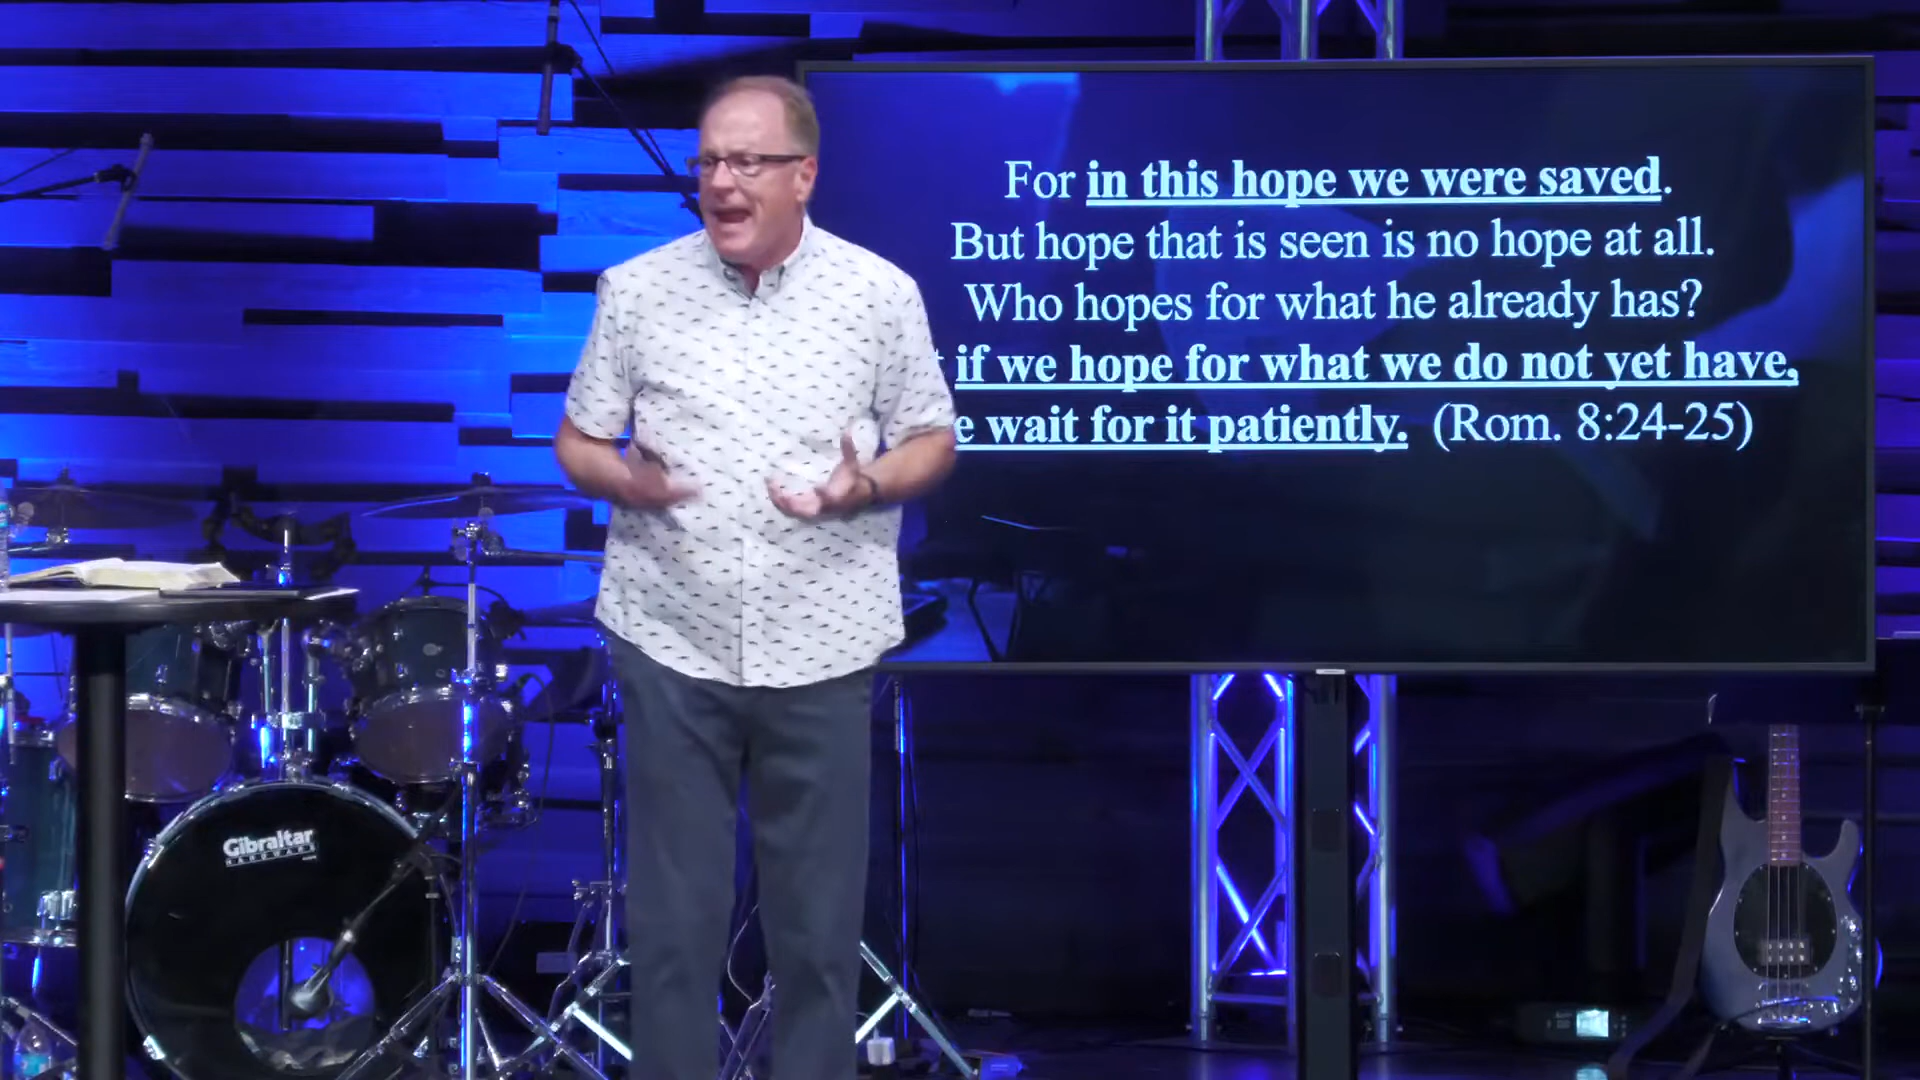 For in this hope we were saved.
But hope that is seen is no hope at all.
Who hopes for what he already has?
if we hope for what we do not yet have,
e wait for it patiently. (Rom. 8:24-25)
Gibraltar
HARDWARE